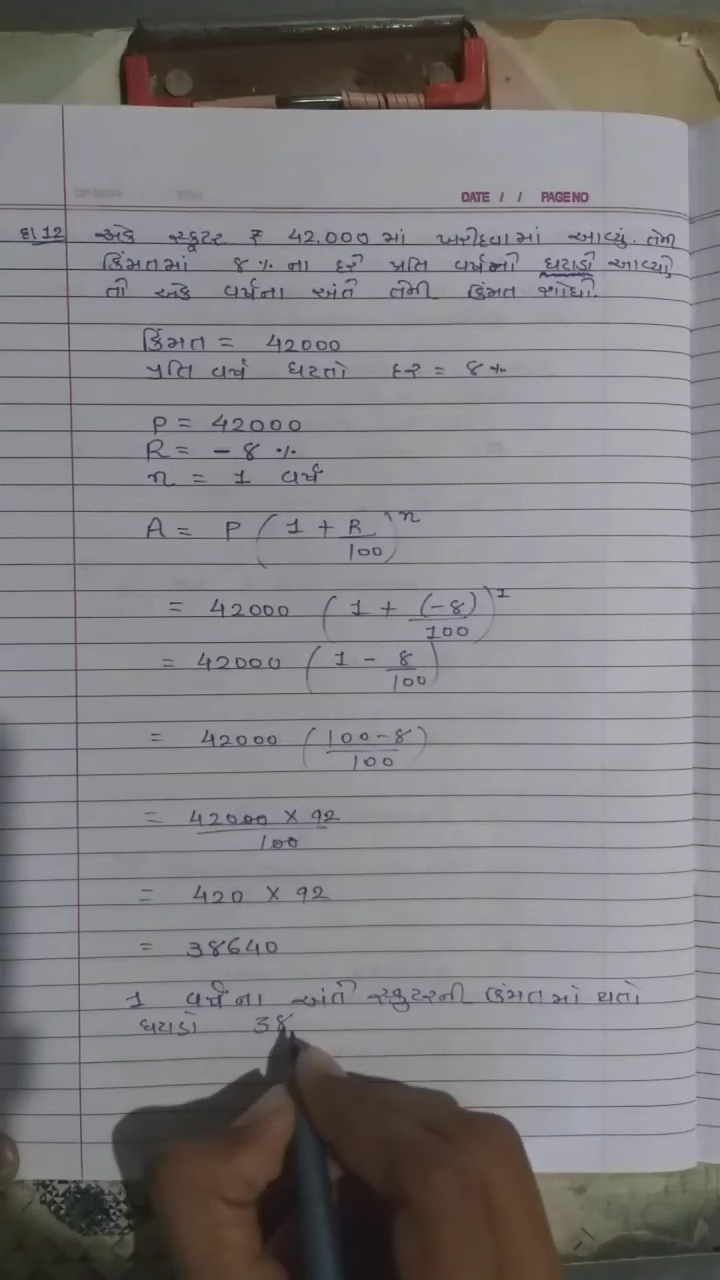 DATE / / PAGE NO
દા.12 એક સ્કૂટર ₹ 42,000 માં ખરીદવામાં આવ્યું. તેની
કિંમતમાં 8 % ના દરે પ્રતિ વર્ષની ઘટાડો આવ્યો
તો એક વર્ષના અંતે તેની કિંમત શોધો.
કિંમત = 42000
પ્રતિ વર્ષ ઘટતો દર = 8 %
P = 42000
R = - 8 %
n = 1 વર્ષ
A = P ( 1 + R/100 )^n
= 42000 ( 1 + (-8)/100 )^1
= 42000 ( 1 - 8/100 )
= 42000 ( 100-8/100 )
= 42000 × 92/100
= 420 × 92
= 38640
1 વર્ષના અંતે સ્કુટરની કિંમતમાં થતો
ઘટાડો 38